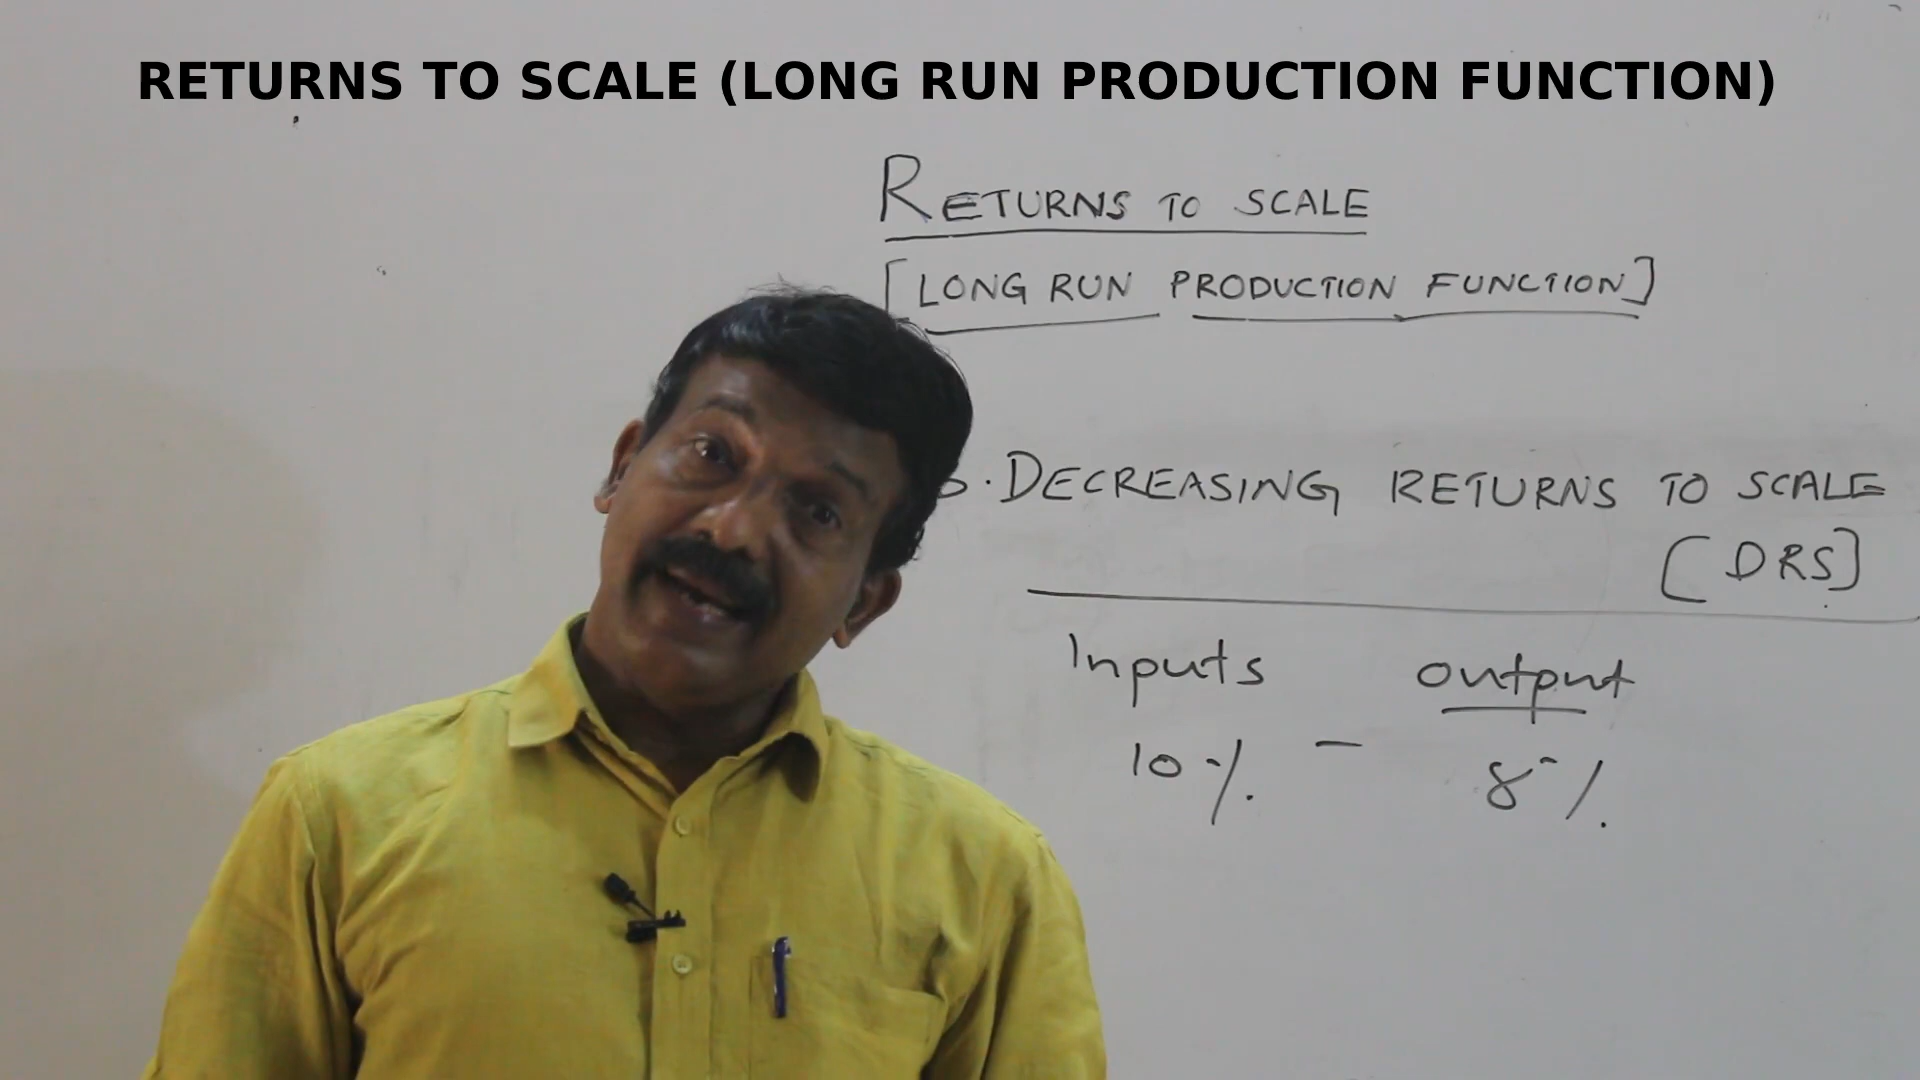 RETURNS TO SCALE (LONG RUN PRODUCTION FUNCTION)
RETURNS TO SCALE
[LONG RUN PRODUCTION FUNCTION]
DECREASING RETURNS TO SCALE
[DRS]
Inputs output
10% - 8%